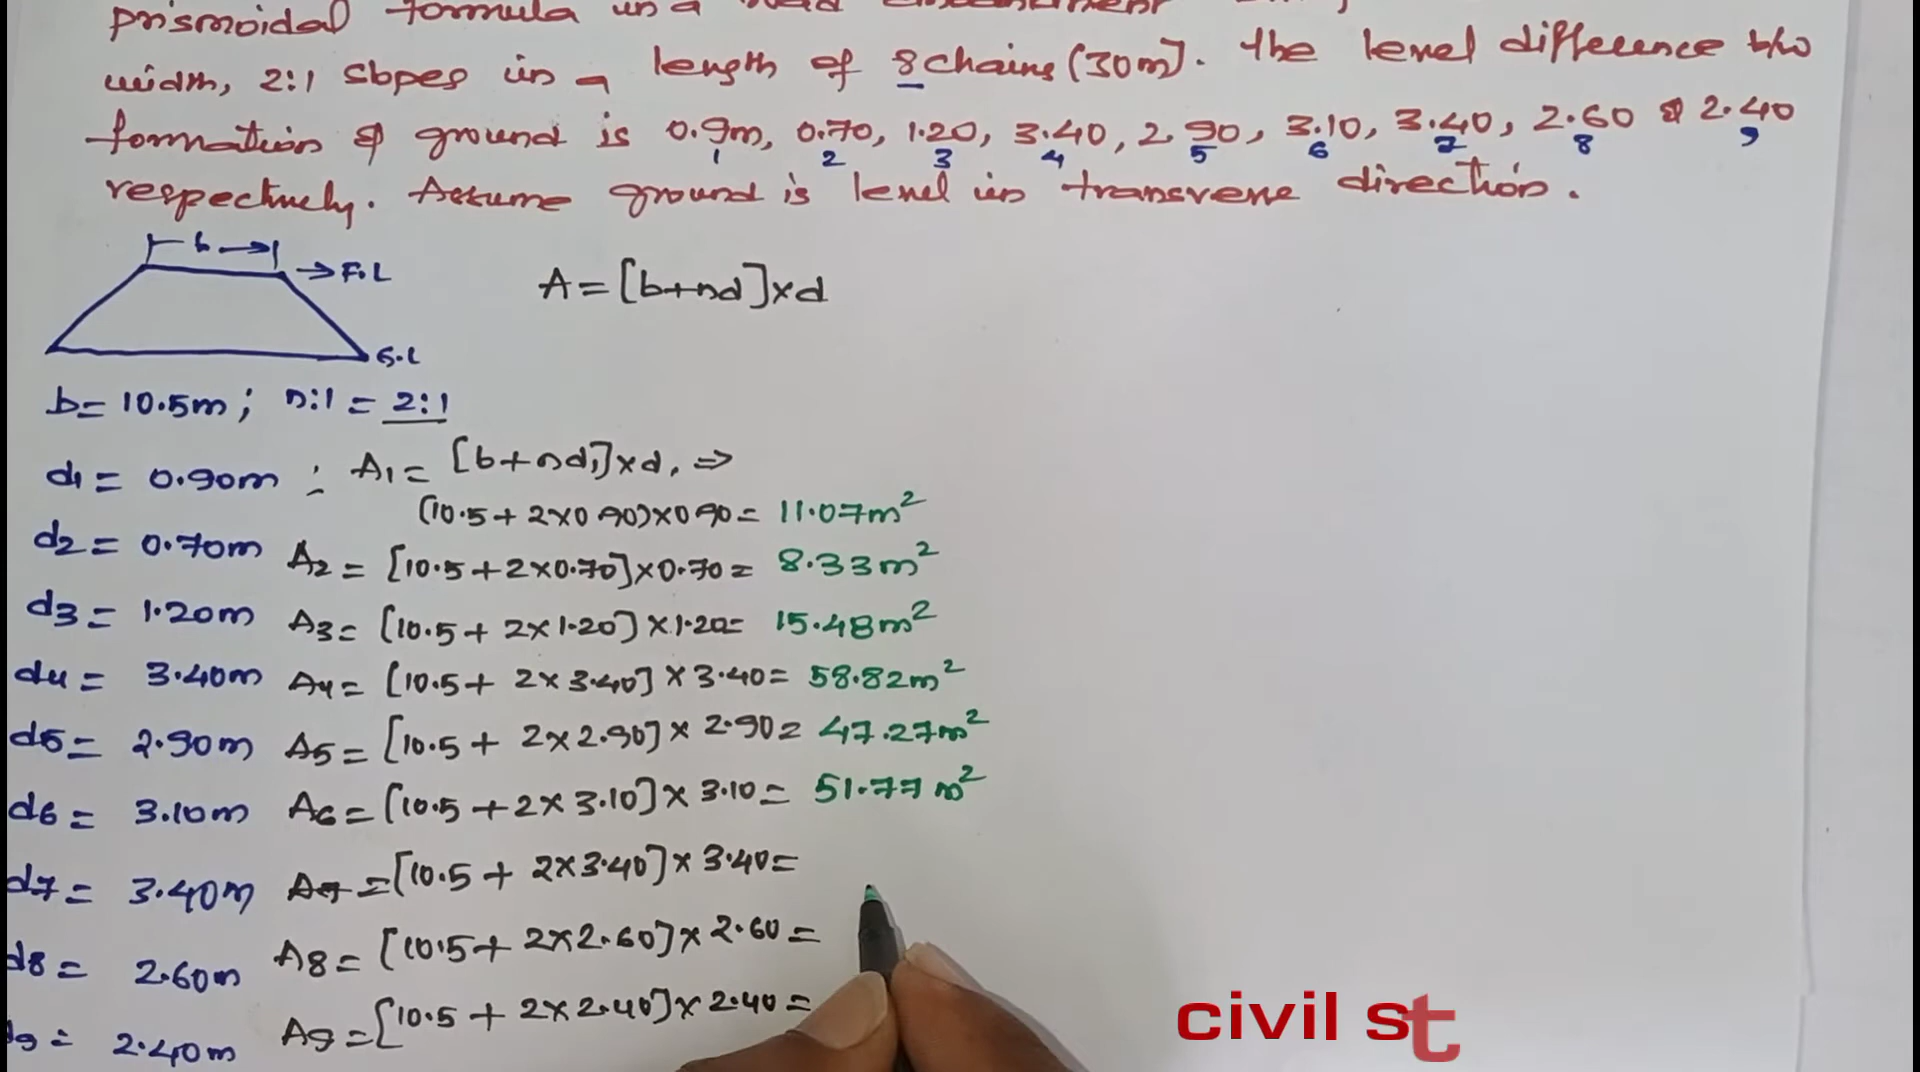 prismoidal formula in a
width, 2:1 slopes in a length of 8 chains (30m). The level difference b/w
formation & ground is 0.9m, 0.70, 1.20, 3.40, 2.90, 3.10, 3.40, 2.60 & 2.40
1 2 3 4 5 6 7 8 9
respectively. Assume ground is level in transverse direction.
b
F.L
A = [b+nd]×d
G.L
b = 10.5m; n:1 = 2:1
d1 = 0.90m ; A1 = [b+nd1]×d1 ⇒
(10.5 + 2×0.90)×0.90 = 11.07m²
d2 = 0.70m A2 = [10.5+2×0.70]×0.70 = 8.33m²
d3 = 1.20m A3 = [10.5 + 2×1.20]×1.20 = 15.48m²
d4 = 3.40m A4 = [10.5+ 2×3.40]×3.40 = 58.82m²
d5 = 2.90m A5 = [10.5+ 2×2.90]×2.90 = 47.27m²
d6 = 3.10m A6 = [10.5+2×3.10]×3.10 = 51.77m²
d7 = 3.40m A7 = [10.5+ 2×3.40]×3.40 =
d8 = 2.60m A8 = [10.5+ 2×2.60]×2.60 =
d9 = 2.40m A9 = [10.5 + 2×2.40]×2.40 =
civil st